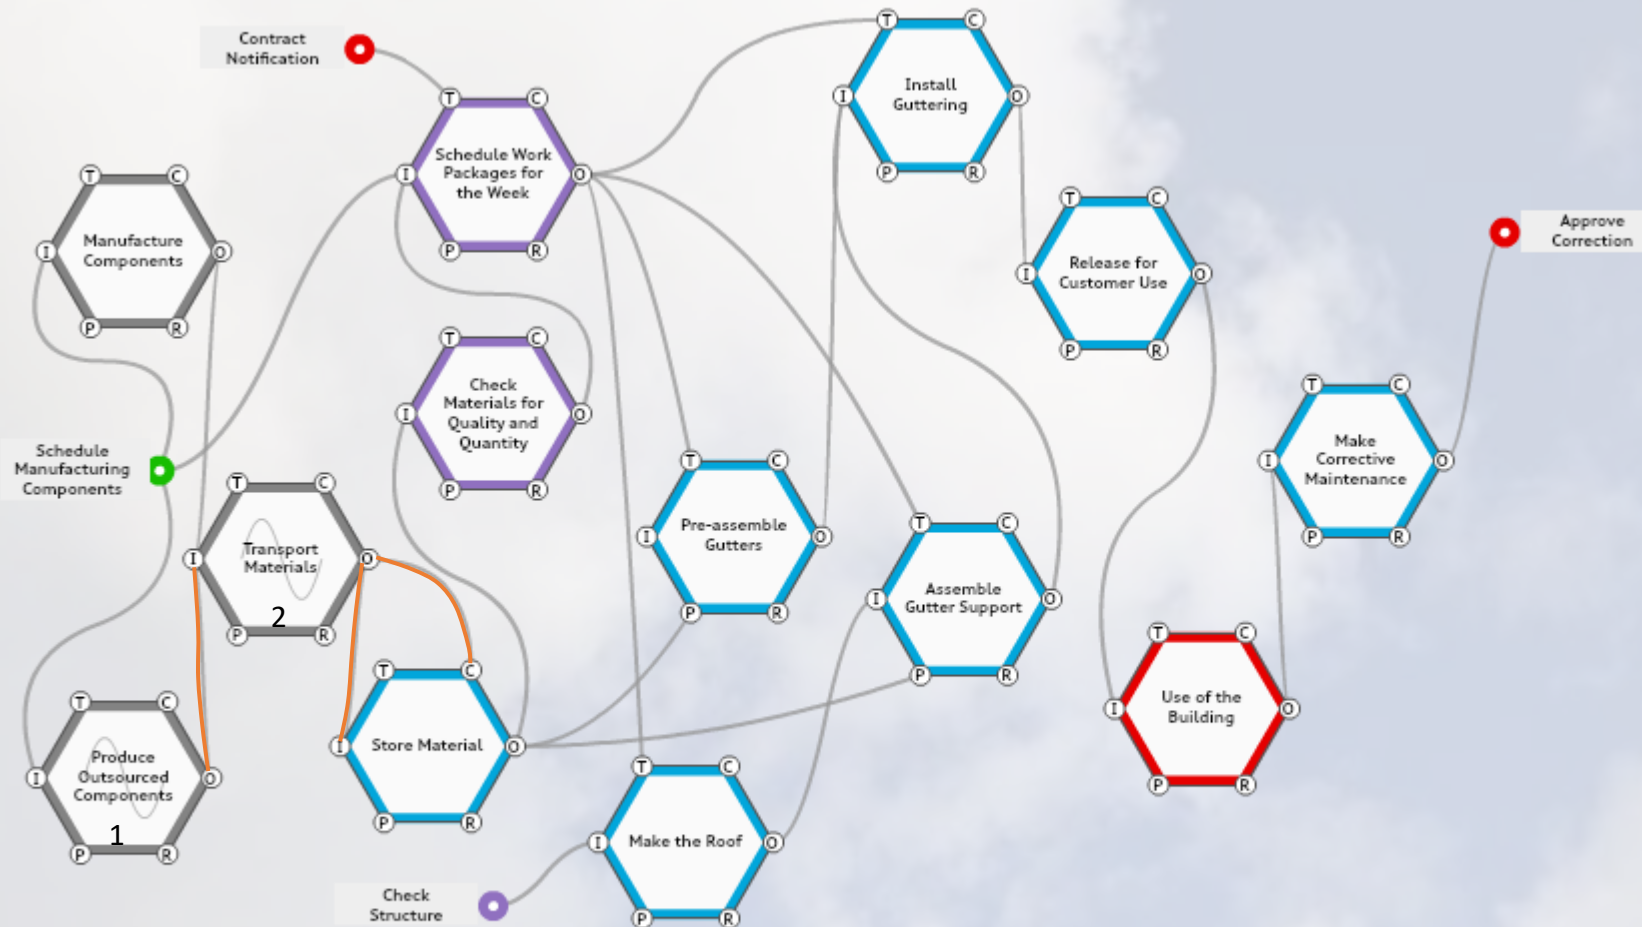 Contract
Notification
T
C
Schedule Work
Packages for
the Week
I
O
P
R
T
C
Install
Guttering
I
O
P
R
T
C
Manufacture
Components
I
O
P
R
T
C
Release for
Customer Use
I
O
P
R
Approve
Correction
T
C
Check
Materials for
Quality and
Quantity
I
O
P
R
Schedule
Manufacturing
Components
T
C
Make
Corrective
Maintenance
I
O
P
R
T
C
Transport
Materials
I
O
2
P
R
T
C
Pre-assemble
Gutters
I
O
P
R
T
C
Assemble
Gutter Support
I
O
P
R
T
C
Use of the
Building
I
O
P
R
T
C
Produce
Outsourced
Components
I
O
1
P
R
T
C
Store Material
I
O
P
R
T
C
Make the Roof
I
O
P
R
Check
Structure